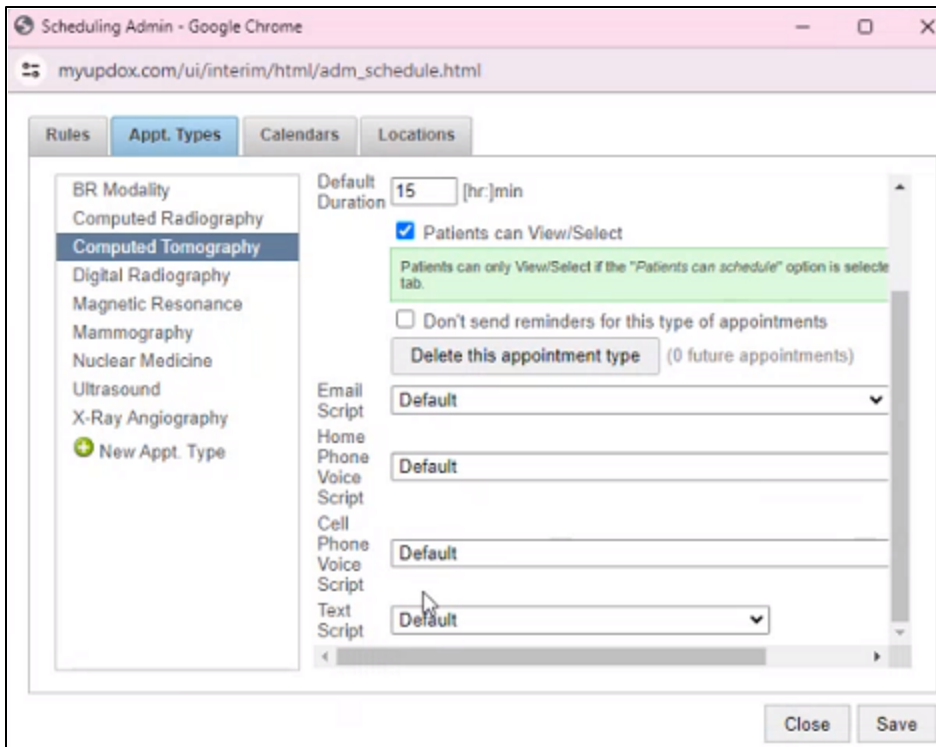 Scheduling Admin - Google Chrome
myupdox.com/ui/interim/html/adm_schedule.html
Rules
Appt. Types
Calendars
Locations
BR Modality
Computed Radiography
Computed Tomography
Digital Radiography
Magnetic Resonance
Mammography
Nuclear Medicine
Ultrasound
X-Ray Angiography
New Appt. Type
Default
Duration
15
[hr:]min
Patients can View/Select
Patients can only View/Select if the "Patients can schedule" option is selecte
tab.
Don't send reminders for this type of appointments
Delete this appointment type
(0 future appointments)
Email
Script
Default
Home
Phone
Voice
Script
Default
Cell
Phone
Voice
Script
Default
Text
Script
Default
Close
Save